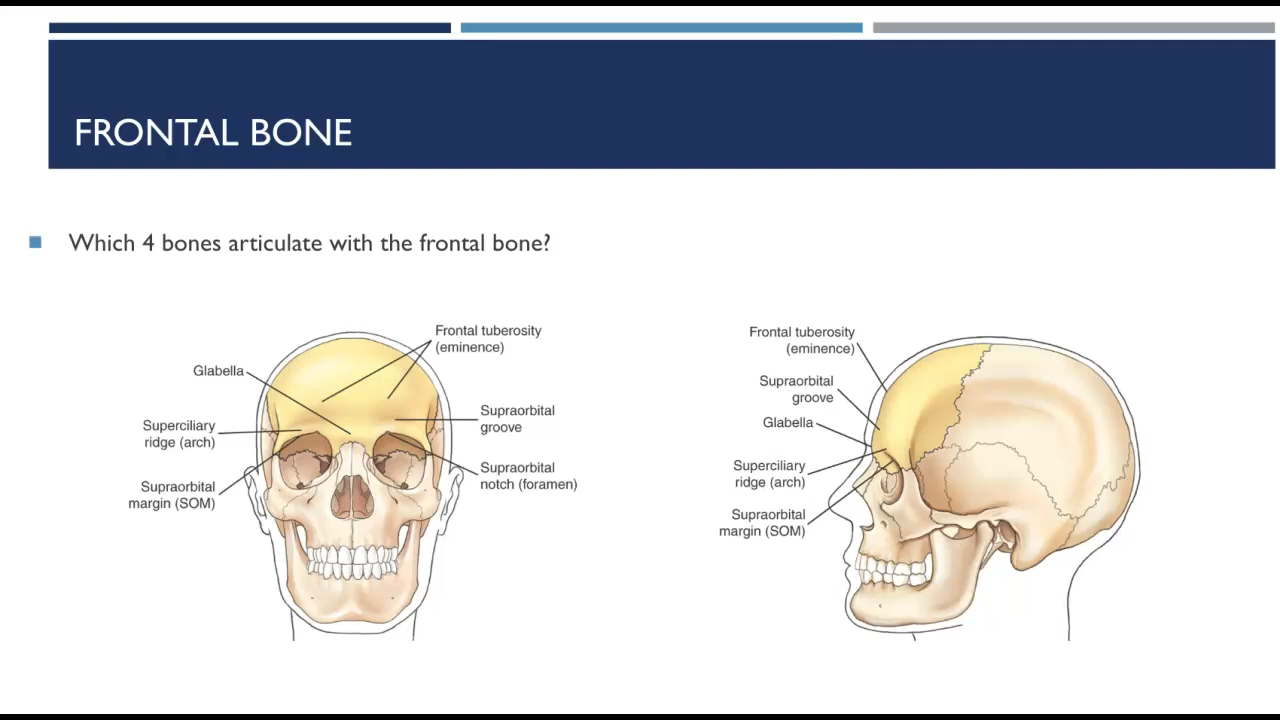 FRONTAL BONE
Which 4 bones articulate with the frontal bone?
Frontal tuberosity
(eminence)
Glabella
Superciliary
ridge (arch)
Supraorbital
margin (SOM)
Supraorbital
groove
Supraorbital
notch (foramen)
Frontal tuberosity
(eminence)
Supraorbital
groove
Glabella
Superciliary
ridge (arch)
Supraorbital
margin (SOM)